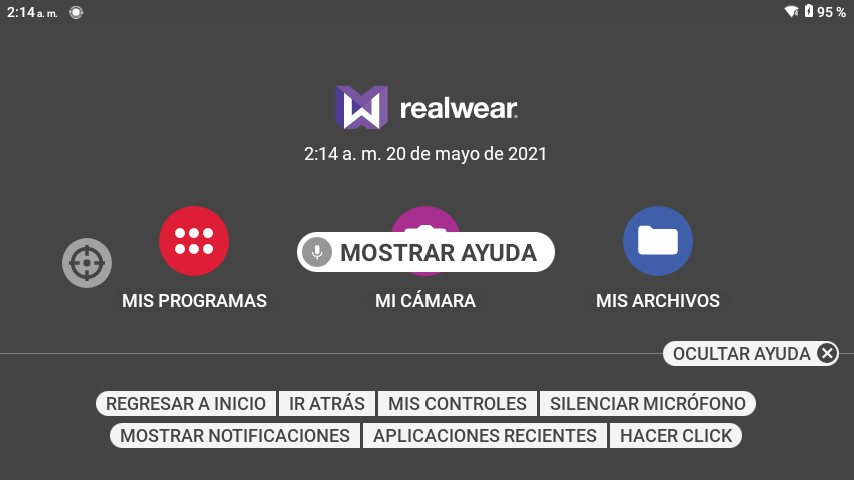 2:14 a. m.
95 %
realwear
2:14 a. m. 20 de mayo de 2021
MOSTRAR AYUDA
MIS PROGRAMAS
MI CÁMARA
MIS ARCHIVOS
OCULTAR AYUDA
REGRESAR A INICIO
IR ATRÁS
MIS CONTROLES
SILENCIAR MICRÓFONO
MOSTRAR NOTIFICACIONES
APLICACIONES RECIENTES
HACER CLICK